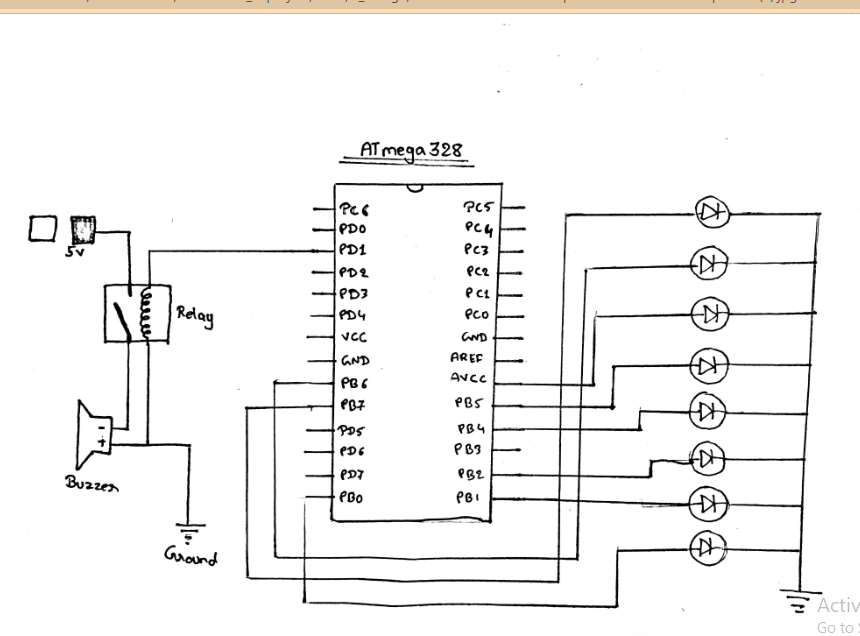 ATmega 328
PC6
PC5
PD0
PC4
PD1
PC3
PD2
PC2
PD3
PC1
PD4
PC0
VCC
GND
GND
AREF
PB6
AVCC
PB7
PB5
PD5
PB4
PD6
PB3
PD7
PB2
PB0
PB1
5V
Relay
- 
+
Buzzer
Ground
Activ
Go to